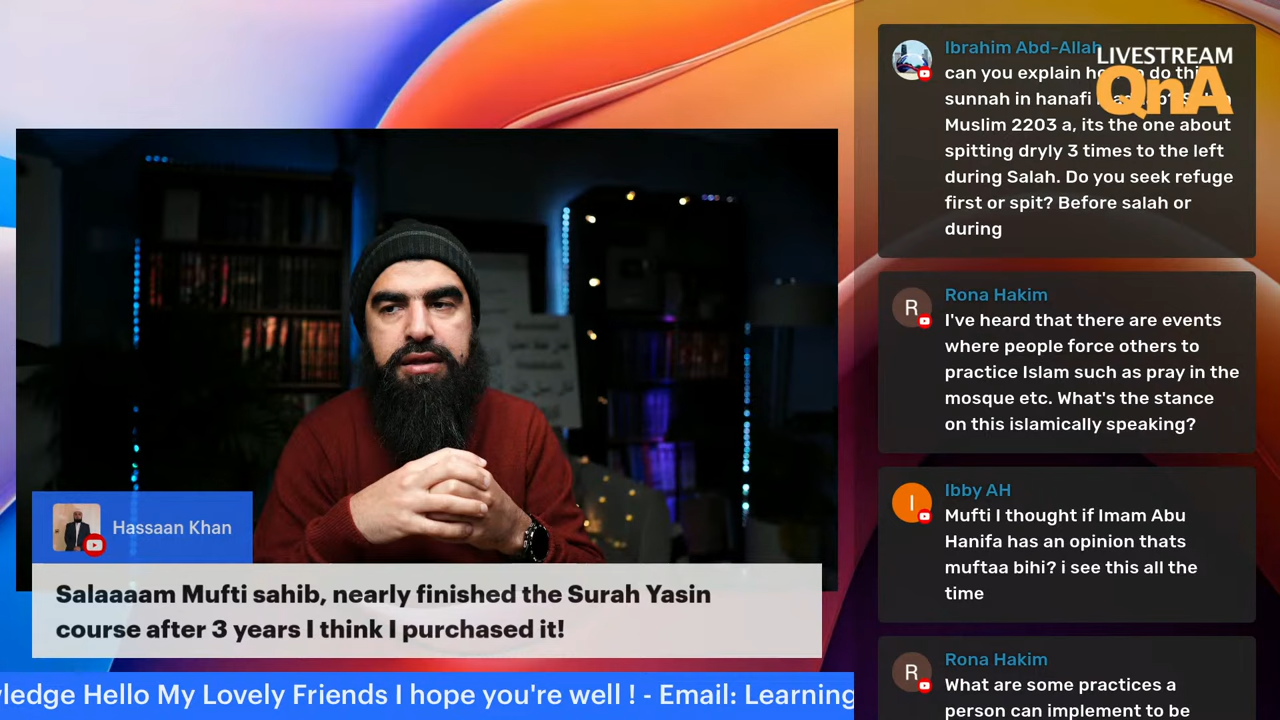 Ibrahim Abd-Allah
LIVESTREAM
QnA
can you explain do
sunnah in hanafi
Muslim 2203 a, its the one about
spitting dryly 3 times to the left
during Salah. Do you seek refuge
first or spit? Before salah or
during
R
Rona Hakim
I've heard that there are events
where people force others to
practice Islam such as pray in the
mosque etc. What's the stance
on this islamically speaking?
I
Ibby AH
Mufti I thought if Imam Abu
Hanifa has an opinion thats
muftaa bihi? i see this all the
time
R
Rona Hakim
What are some practices a
person can implement to be
Hassaan Khan
Salaaaam Mufti sahib, nearly finished the Surah Yasin
course after 3 years I think I purchased it!
Hello My Lovely Friends I hope you're well ! - Email: Learning